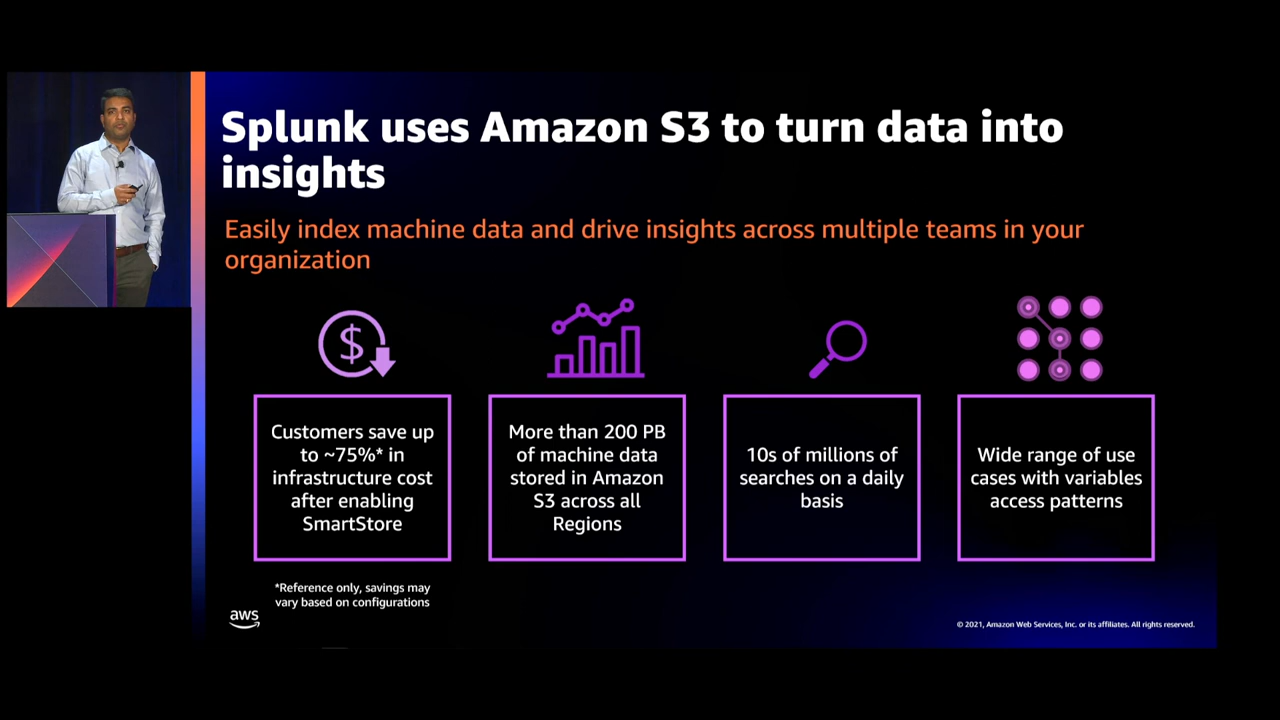 Splunk uses Amazon S3 to turn data into
insights
Easily index machine data and drive insights across multiple teams in your
organization
$
Customers save up
to ~75%* in
infrastructure cost
after enabling
SmartStore
More than 200 PB
of machine data
stored in Amazon
S3 across all
Regions
10s of millions of
searches on a daily
basis
Wide range of use
cases with variables
access patterns
*Reference only, savings may
vary based on configurations
aws
© 2021, Amazon Web Services, Inc. or its affiliates. All rights reserved.